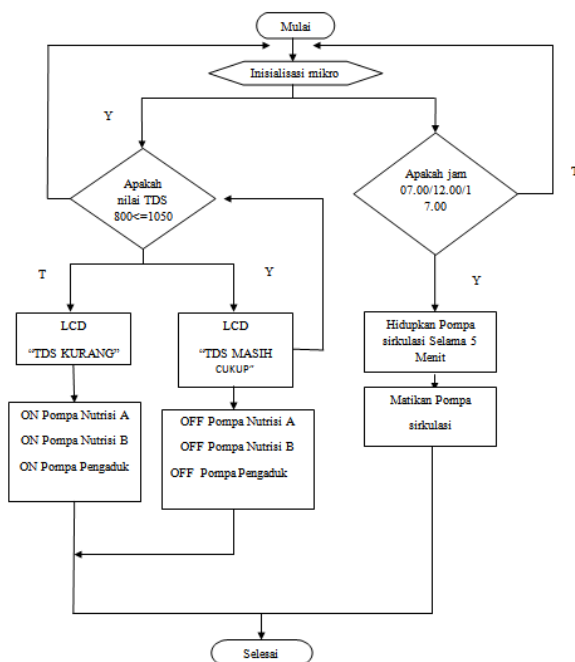 Mulai
Inisialisasi mikro
Y
Apakah
nilai TDS
800<=1050
Apakah jam
07.00/12.00/1
7.00
T
T
Y
Y
LCD
"TDS KURANG"
LCD
"TDS MASIH
CUKUP"
Hidupkan Pompa
sirkulasi Selama 5
Menit
ON Pompa Nutrisi A
ON Pompa Nutrisi B
ON Pompa Pengaduk
OFF Pompa Nutrisi A
OFF Pompa Nutrisi B
OFF Pompa Pengaduk
Matikan Pompa
sirkulasi
Selesai